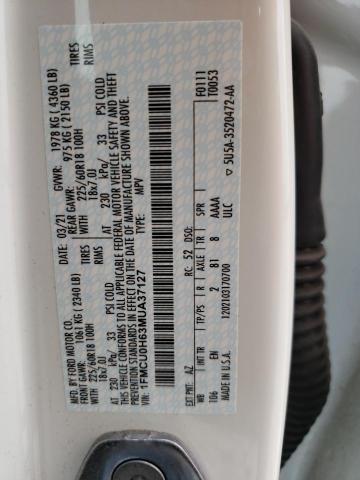 MFD. BY FORD MOTOR CO.
DATE: 03/21 GVWR: 1978 KG ( 4360 LB)
FRONT GAWR: 1061 KG ( 2340 LB) REAR GAWR: 975 KG ( 2150 LB)
WITH 225/60R18 100H TIRES WITH 225/60R18 100H TIRES
18x7.0J RIMS 18x7.0J RIMS
AT 230 kPa/ 33 PSI COLD AT 230 kPa/ 33 PSI COLD
THIS VEHICLE CONFORMS TO ALL APPLICABLE FEDERAL MOTOR VEHICLE SAFETY AND THEFT
PREVENTION STANDARDS IN EFFECT ON THE DATE OF MANUFACTURE SHOWN ABOVE.
VIN: 1FMCU0H63MUA37127
TYPE: MPV
F0111
T0053
EXT PNT: AZ RC: 52 DSO:
WB INT TR TP/PS R AXLE TR SPR
106 EN 2 81 8 AAAA
ULC
U.S.A. 12092103170700
▽ 5U5A-3520472-AA